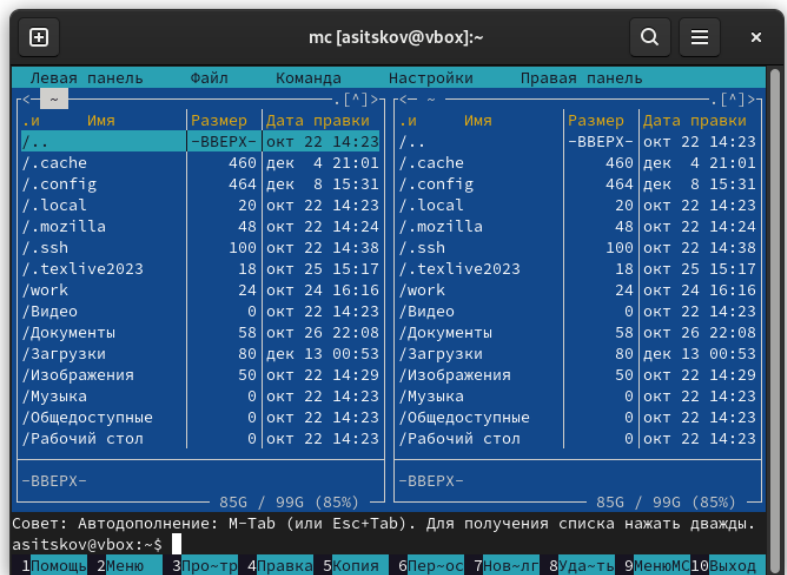 mc [asitskov@vbox]:~
Левая панель Файл Команда Настройки Правая панель
<— ~ .[^]> <— ~ .[^]>
.и Имя Размер Дата правки .и Имя Размер Дата правки
/.. -ВВЕРХ- окт 22 14:23 /.. -ВВЕРХ- окт 22 14:23
/.cache 460 дек 4 21:01 /.cache 460 дек 4 21:01
/.config 464 дек 8 15:31 /.config 464 дек 8 15:31
/.local 20 окт 22 14:23 /.local 20 окт 22 14:23
/.mozilla 48 окт 22 14:24 /.mozilla 48 окт 22 14:24
/.ssh 100 окт 22 14:38 /.ssh 100 окт 22 14:38
/.texlive2023 18 окт 25 15:17 /.texlive2023 18 окт 25 15:17
/work 24 окт 24 16:16 /work 24 окт 24 16:16
/Видео 0 окт 22 14:23 /Видео 0 окт 22 14:23
/Документы 58 окт 26 22:08 /Документы 58 окт 26 22:08
/Загрузки 80 дек 13 00:53 /Загрузки 80 дек 13 00:53
/Изображения 50 окт 22 14:29 /Изображения 50 окт 22 14:29
/Музыка 0 окт 22 14:23 /Музыка 0 окт 22 14:23
/Общедоступные 0 окт 22 14:23 /Общедоступные 0 окт 22 14:23
/Рабочий стол 0 окт 22 14:23 /Рабочий стол 0 окт 22 14:23
-ВВЕРХ- -ВВЕРХ-
85G / 99G (85%) 85G / 99G (85%)
Совет: Автодополнение: M-Tab (или Esc+Tab). Для получения списка нажать дважды.
asitskov@vbox:~$
1Помощь 2Меню 3Про~тр 4Правка 5Копия 6Пер~ос 7Нов~лг 8Уда~ть 9МенюMC 10Выход